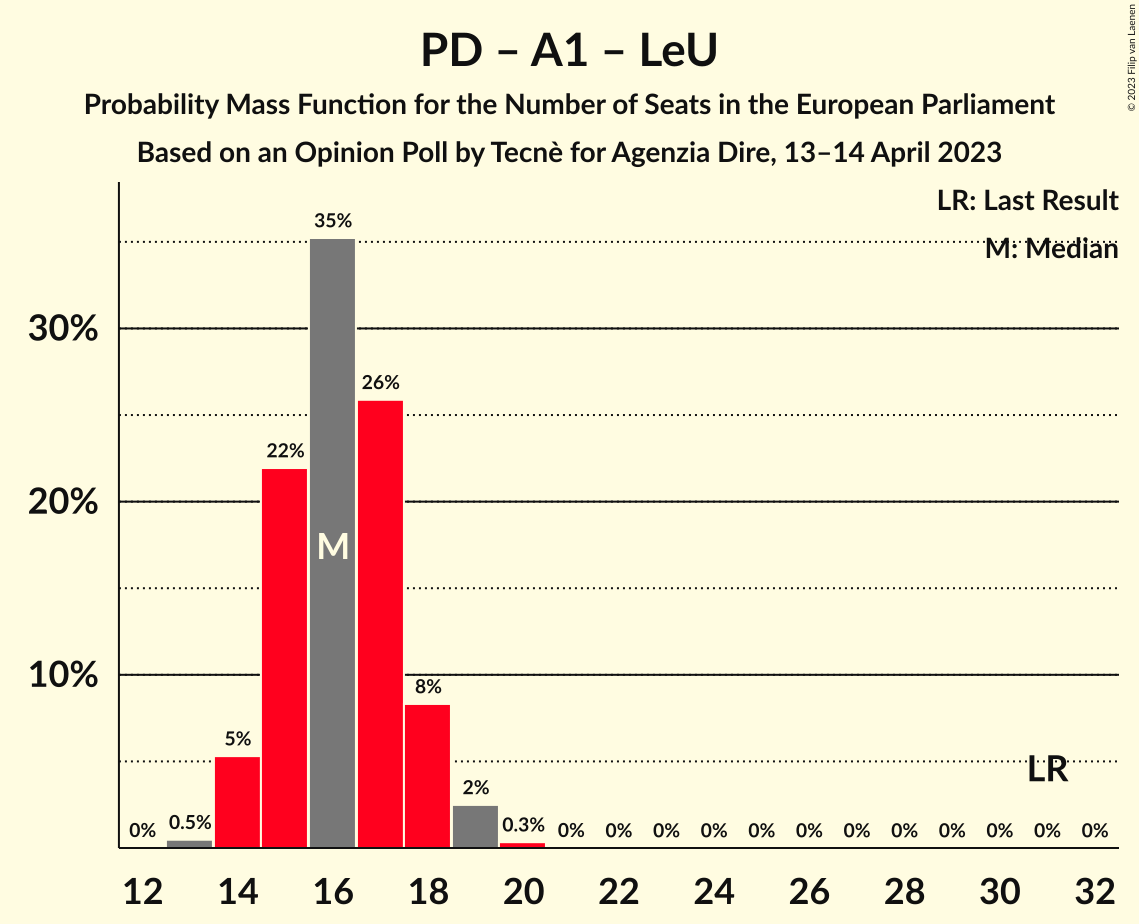 © 2023 Filip van Laenen
PD – A1 – LeU
Probability Mass Function for the Number of Seats in the European Parliament
Based on an Opinion Poll by Tecnè for Agenzia Dire, 13–14 April 2023
LR: Last Result
M: Median
30%
20%
10%
0%
0.5%
5%
22%
35%
26%
8%
2%
0.3%
0%
0%
0%
0%
0%
0%
0%
0%
0%
0%
0%
0%
M
LR
12 14 16 18 20 22 24 26 28 30 32